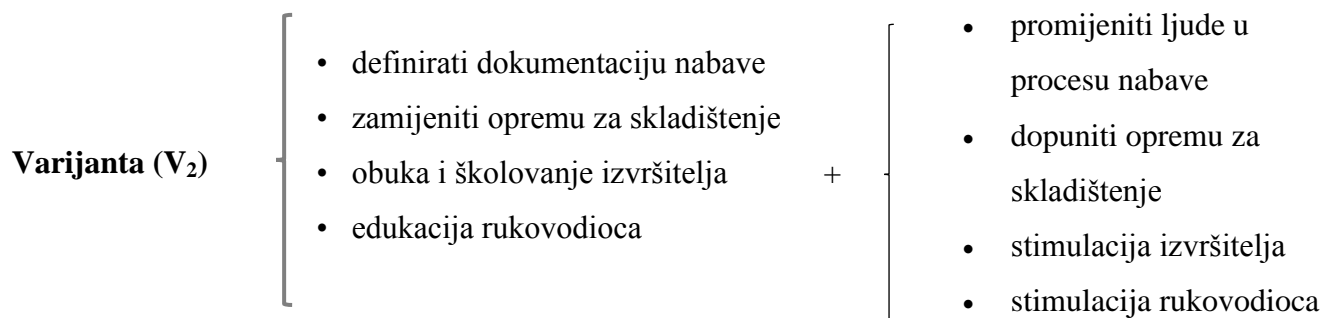 Varijanta (V₂)
• definirati dokumentaciju nabave
• zamijeniti opremu za skladištenje
• obuka i školovanje izvršitelja
• edukacija rukovodioca
+
• promijeniti ljude u
procesu nabave
• dopuniti opremu za
skladištenje
• stimulacija izvršitelja
• stimulacija rukovodioca